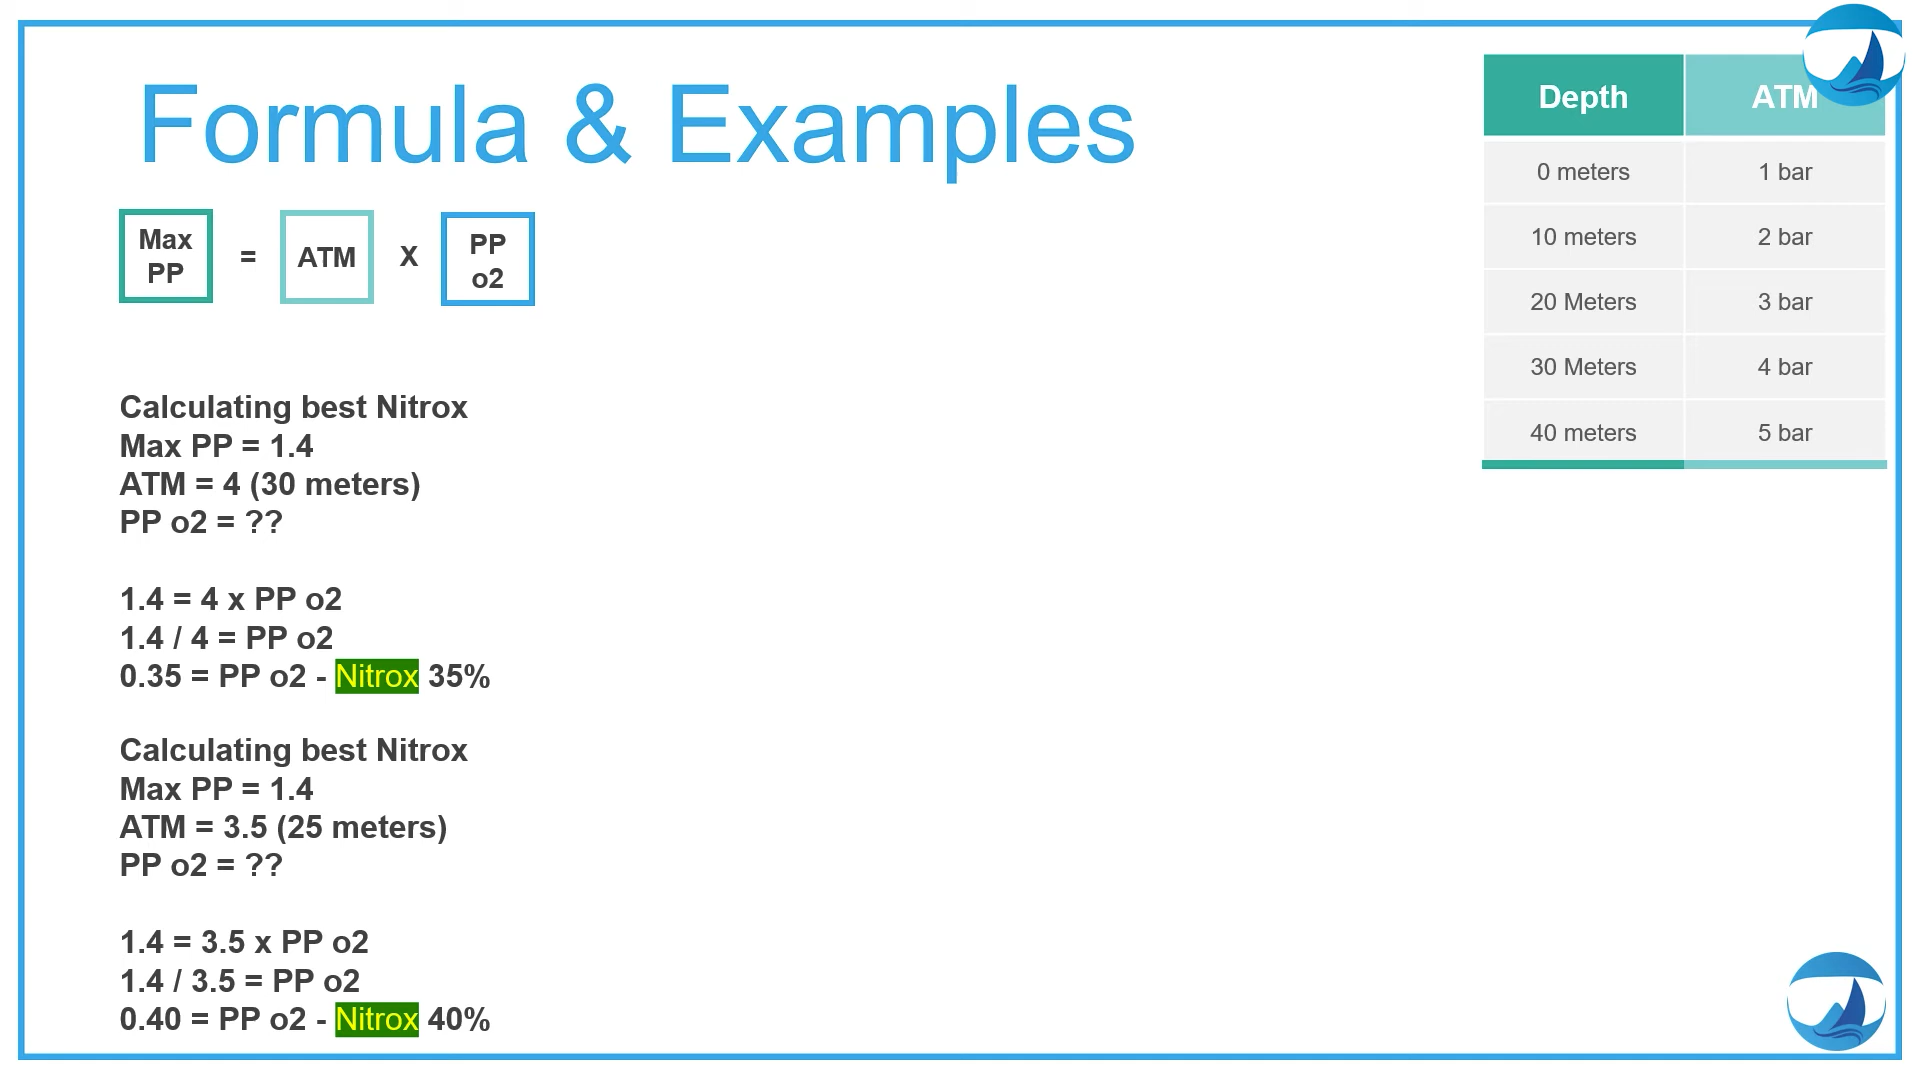 Formula & Examples
Max
PP
=
ATM
X
PP
o2
Depth ATM
0 meters 1 bar
10 meters 2 bar
20 Meters 3 bar
30 Meters 4 bar
40 meters 5 bar
Calculating best Nitrox
Max PP = 1.4
ATM = 4 (30 meters)
PP o2 = ??
1.4 = 4 x PP o2
1.4 / 4 = PP o2
0.35 = PP o2 - Nitrox 35%
Calculating best Nitrox
Max PP = 1.4
ATM = 3.5 (25 meters)
PP o2 = ??
1.4 = 3.5 x PP o2
1.4 / 3.5 = PP o2
0.40 = PP o2 - Nitrox 40%